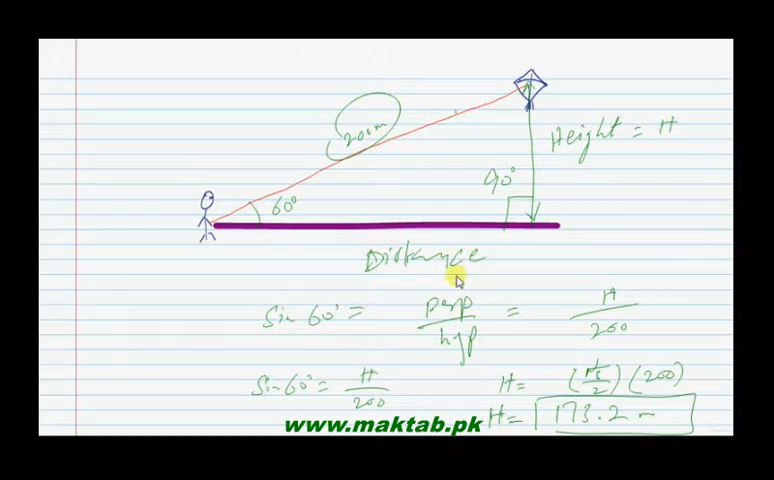 200m
Height = H
90°
60°
Distance
Sin 60° = perp/hyp = H/200
Sin 60° = H/200
H = (√3/2)(200)
H = 173.2 m
www.maktab.pk